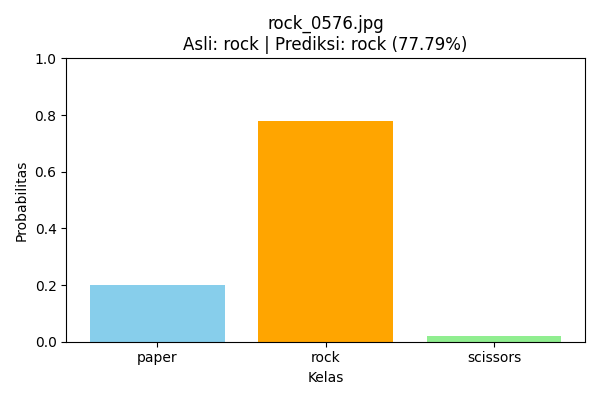 rock_0576.jpg
Asli: rock | Prediksi: rock (77.79%)
1.0
0.8
0.6
0.4
0.2
0.0
Probabilitas
paper
rock
scissors
Kelas